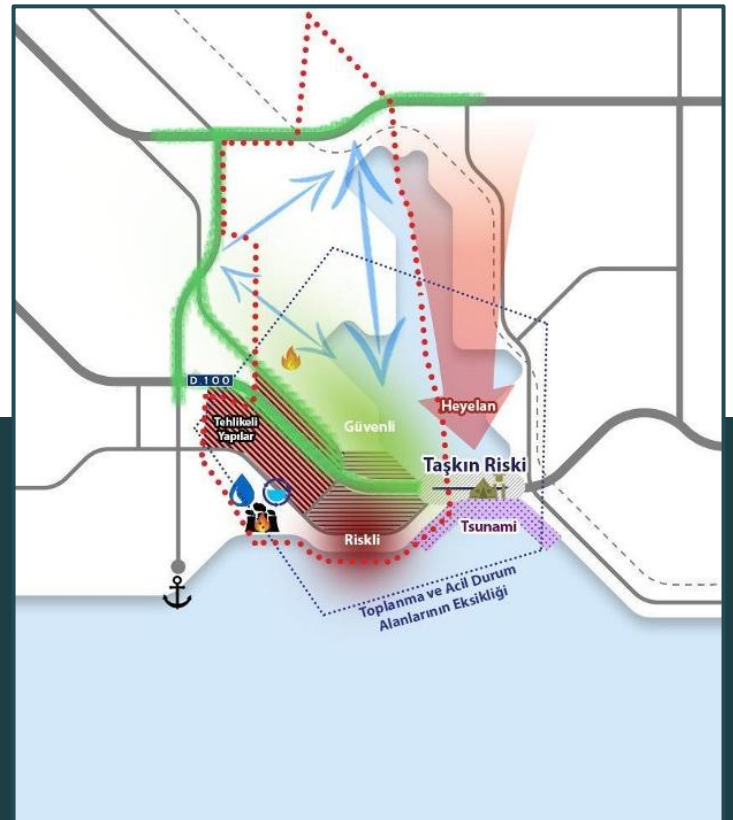 D 100
Tehlikeli
Yapılar
Güvenli
Heyelan
Taşkın Riski
Tsunami
Riskli
Toplanma ve Acil Durum
Alanlarının Eksikliği